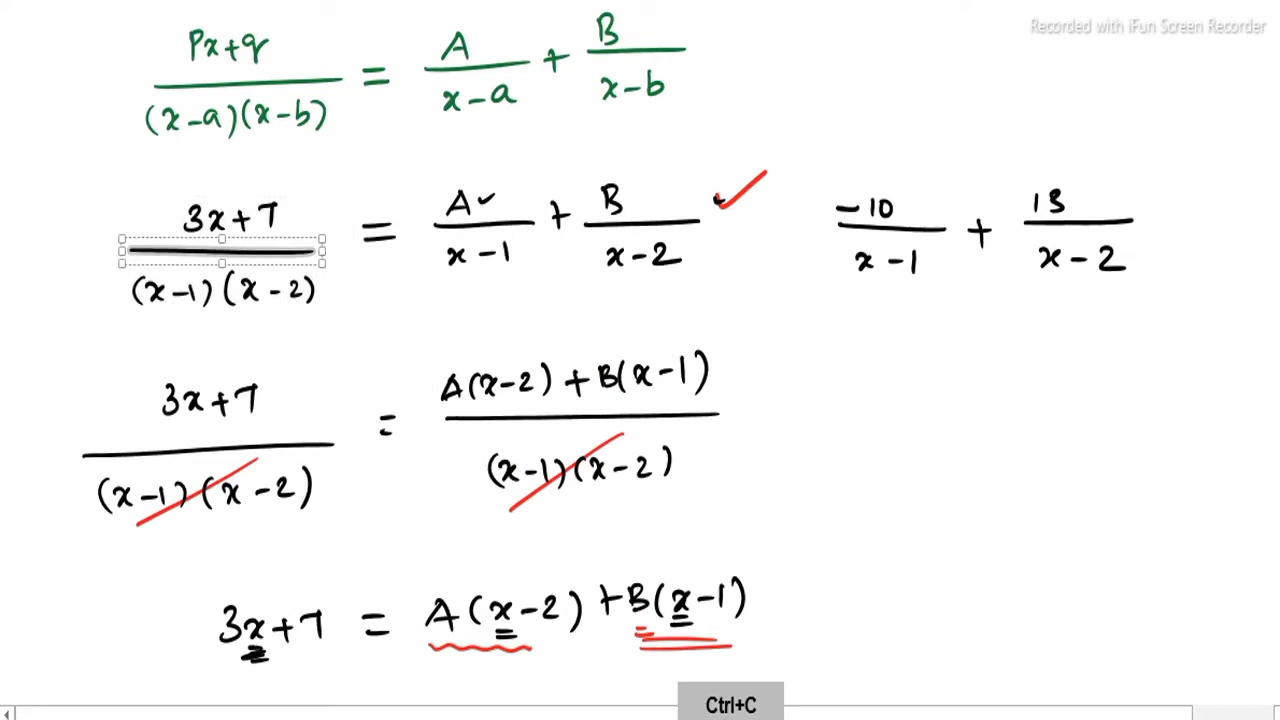 Recorded with iFun Screen Recorder
Px+q / (x-a)(x-b) = A / x-a + B / x-b
3x+7 / (x-1)(x-2) = A / x-1 + B / x-2
-10 / x-1 + 13 / x-2
3x+7 / (x-1)(x-2) = A(x-2)+B(x-1) / (x-1)(x-2)
3x+7 = A(x-2)+B(x-1)
Ctrl+C